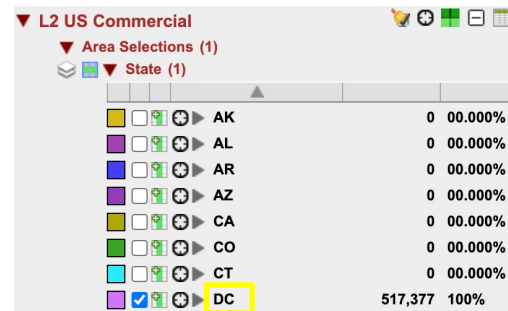 L2 US Commercial
Area Selections (1)
State (1)
AK 0 00.000%
AL 0 00.000%
AR 0 00.000%
AZ 0 00.000%
CA 0 00.000%
CO 0 00.000%
CT 0 00.000%
DC 517,377 100%